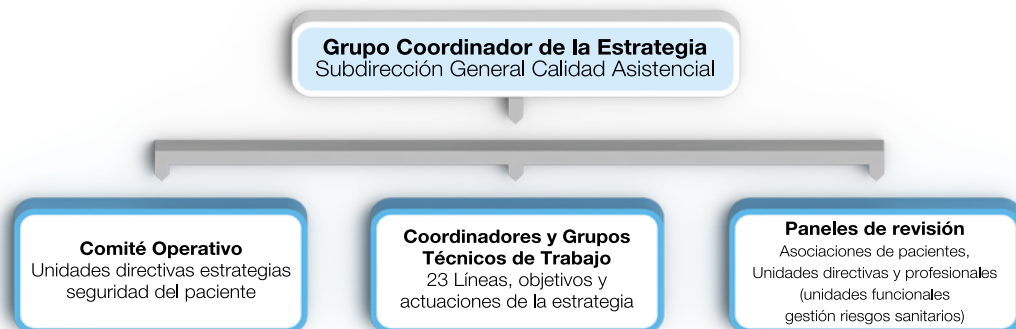 Grupo Coordinador de la Estrategia
Subdirección General Calidad Asistencial
Comité Operativo
Unidades directivas estrategias
seguridad del paciente
Coordinadores y Grupos
Técnicos de Trabajo
23 Líneas, objetivos y
actuaciones de la estrategia
Paneles de revisión
Asociaciones de pacientes,
Unidades directivas y profesionales
(unidades funcionales
gestión riesgos sanitarios)